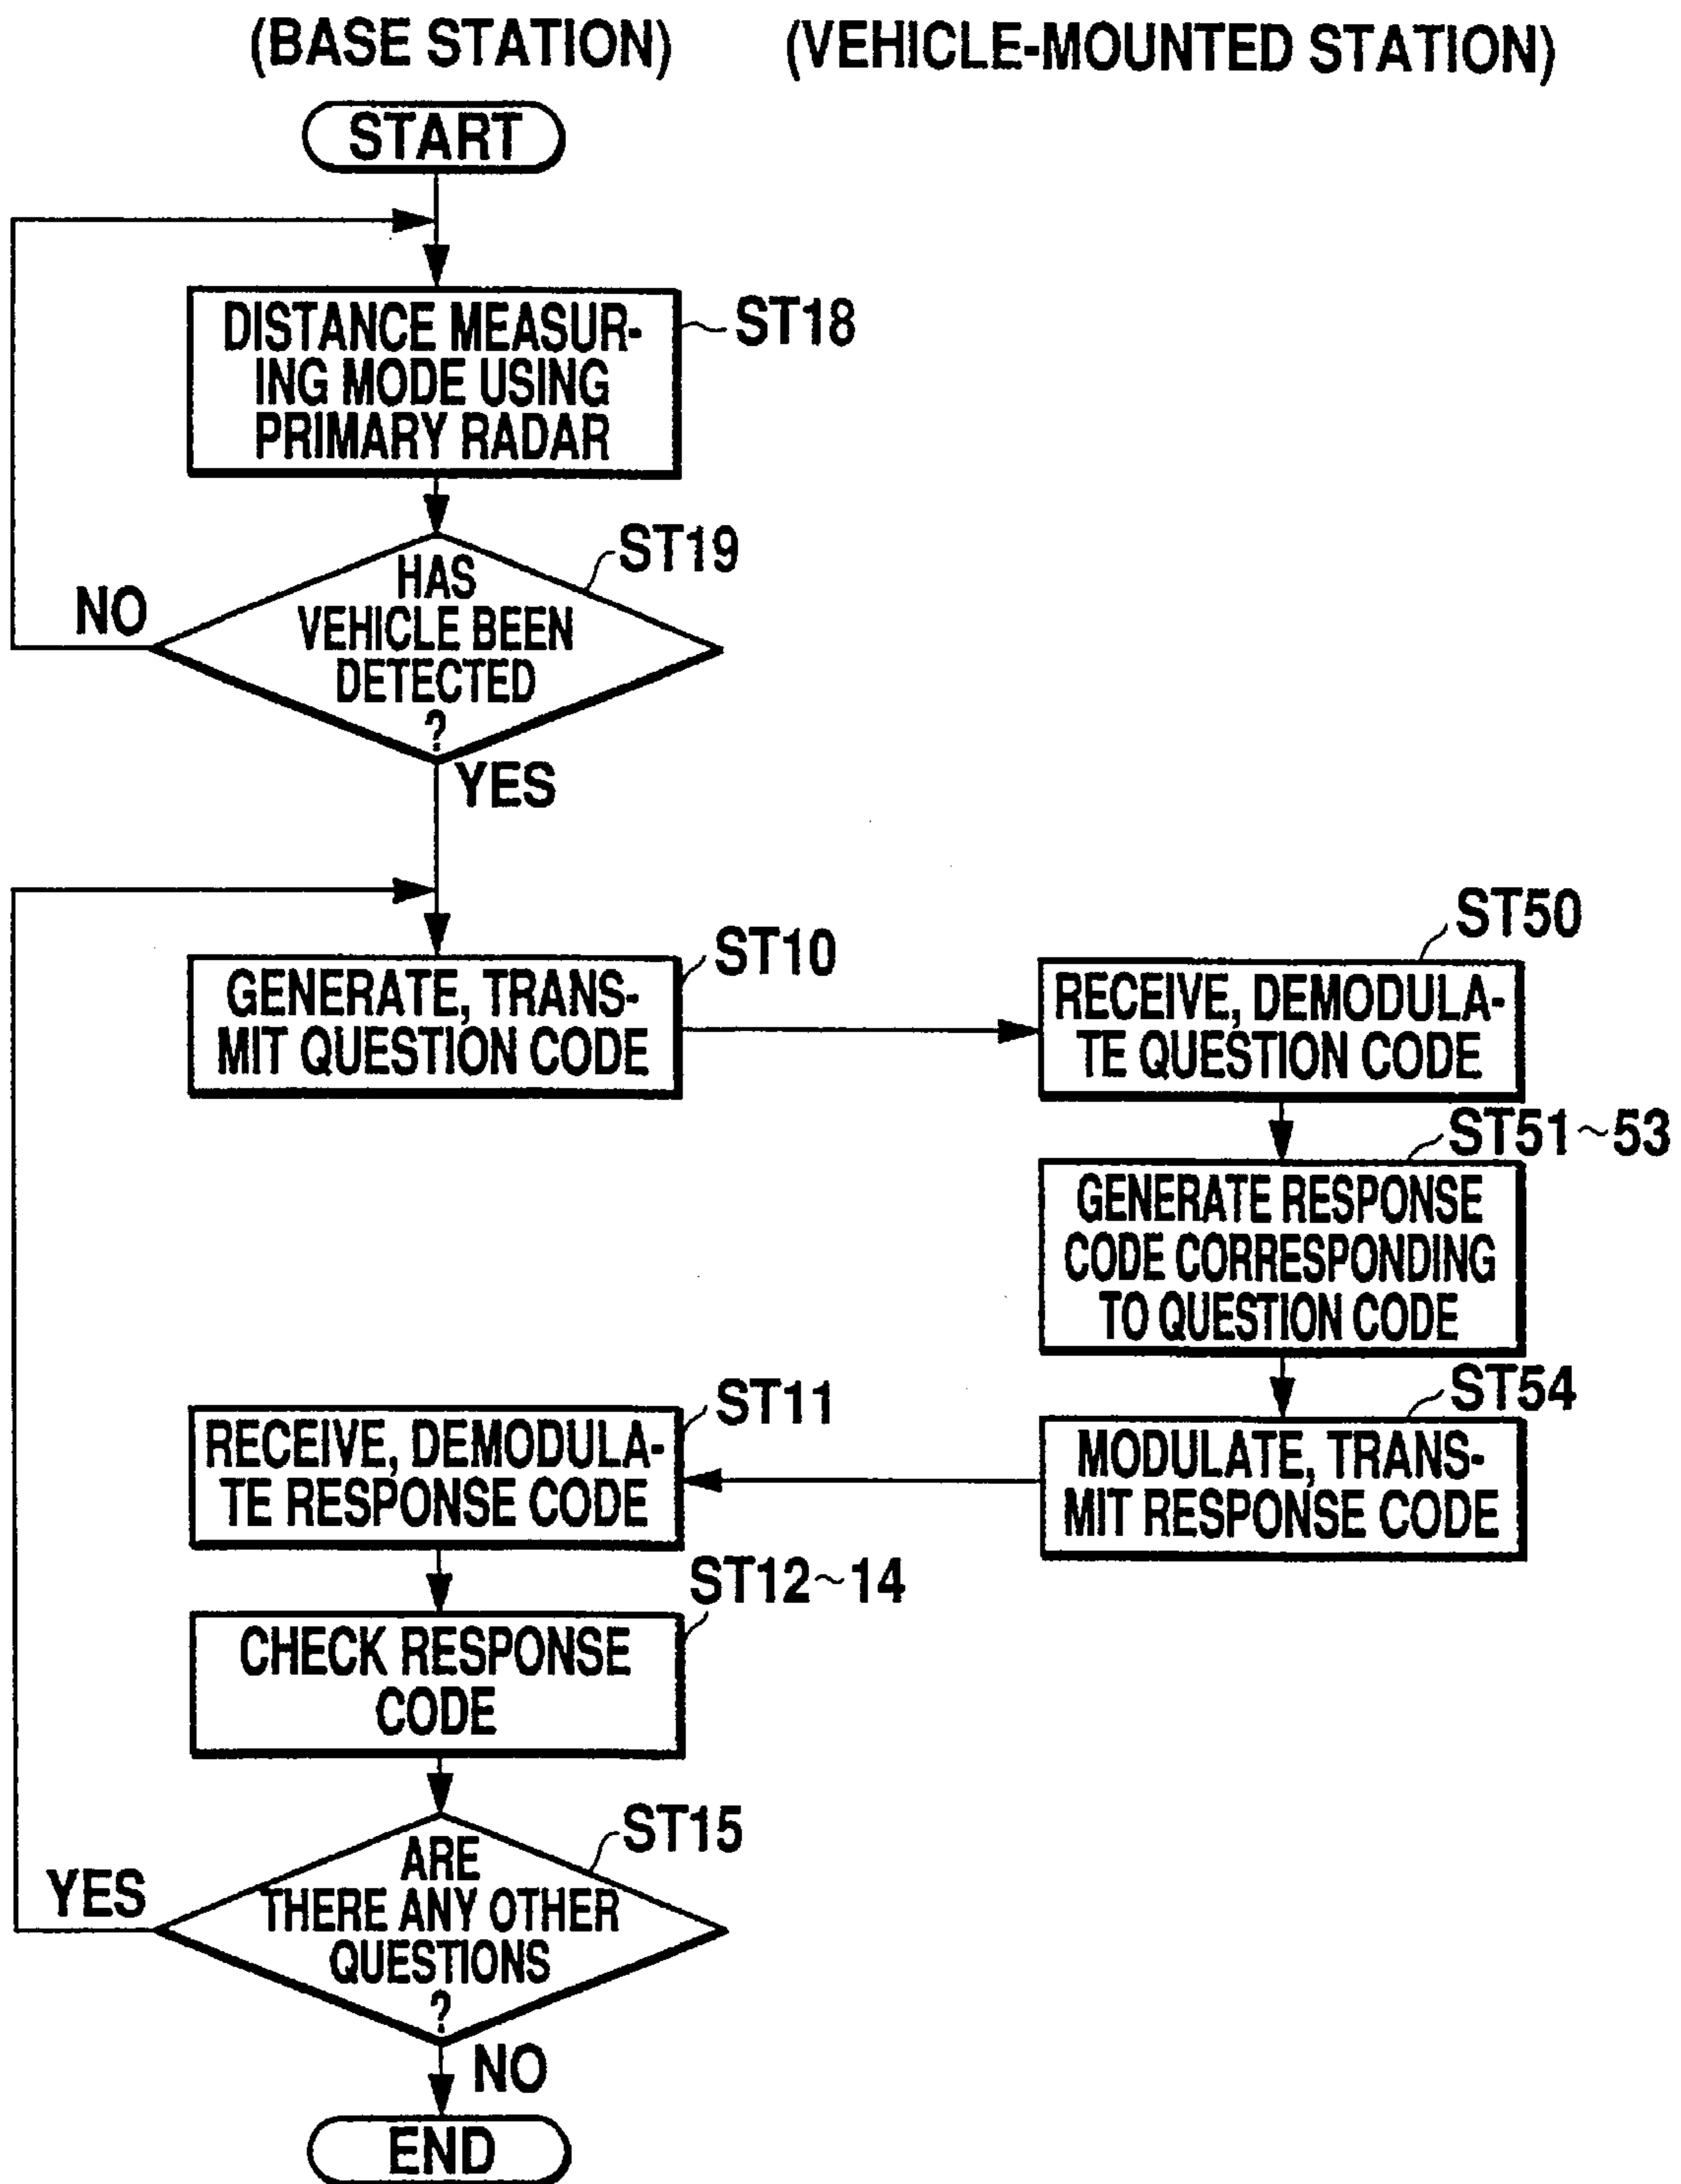 (BASE STATION)
(VEHICLE-MOUNTED STATION)
START
DISTANCE MEASUR-
ING MODE USING
PRIMARY RADAR
ST18
HAS
VEHICLE BEEN
DETECTED
?
ST19
NO
YES
GENERATE, TRANS-
MIT QUESTION CODE
ST10
RECEIVE, DEMODULA-
TE QUESTION CODE
ST50
GENERATE RESPONSE
CODE CORRESPONDING
TO QUESTION CODE
ST51~53
MODULATE, TRANS-
MIT RESPONSE CODE
ST54
RECEIVE, DEMODULA-
TE RESPONSE CODE
ST11
CHECK RESPONSE
CODE
ST12~14
ARE
THERE ANY OTHER
QUESTIONS
?
ST15
YES
NO
END